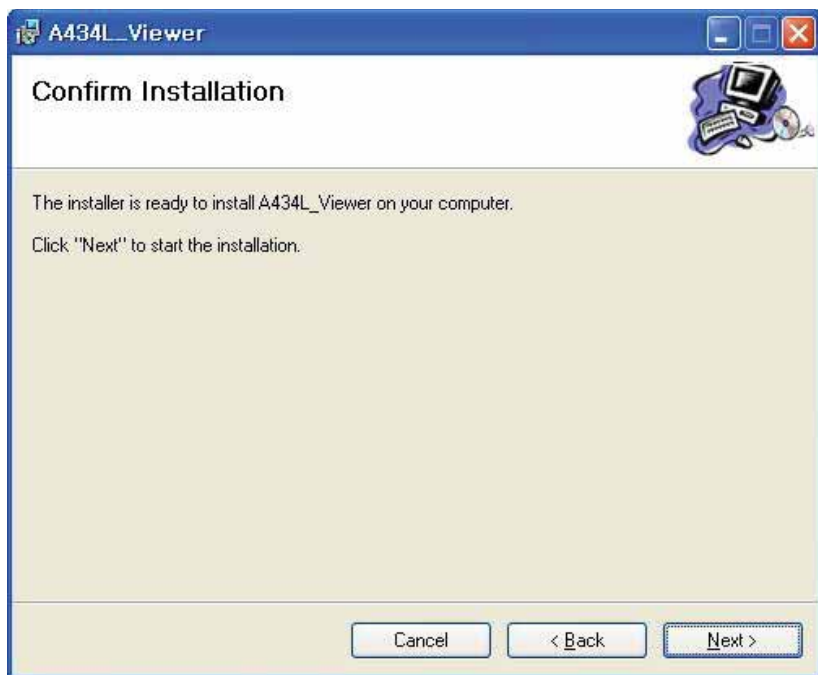 A434L_Viewer
Confirm Installation
The installer is ready to install A434L_Viewer on your computer.
Click "Next" to start the installation.
Cancel
< Back
Next >